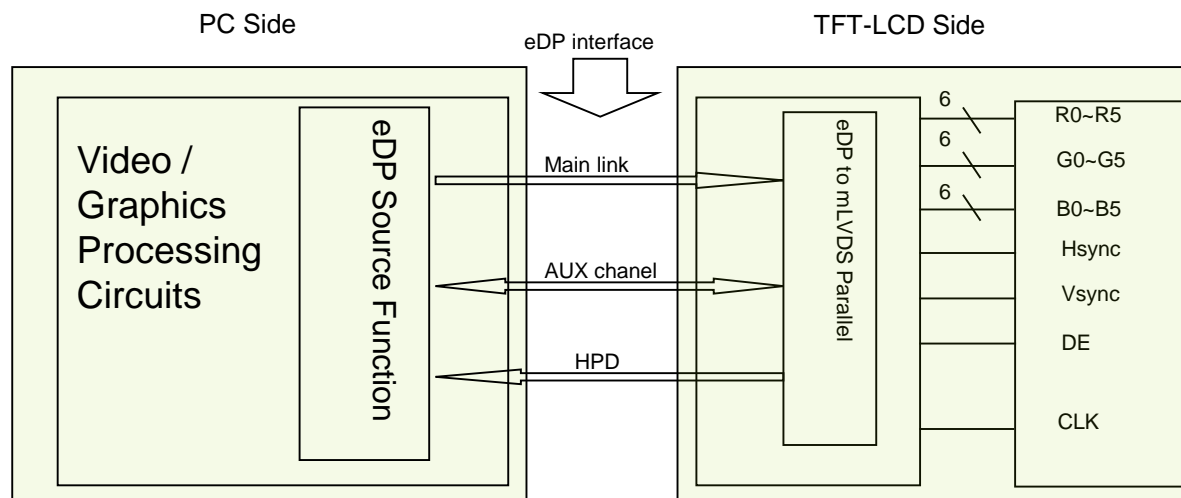 PC Side
eDP interface
TFT-LCD Side
Video /
Graphics
Processing
Circuits
eDP Source Function
Main link
AUX chanel
HPD
eDP to mLVDS Parallel
6
R0~R5
6
G0~G5
6
B0~B5
Hsync
Vsync
DE
CLK